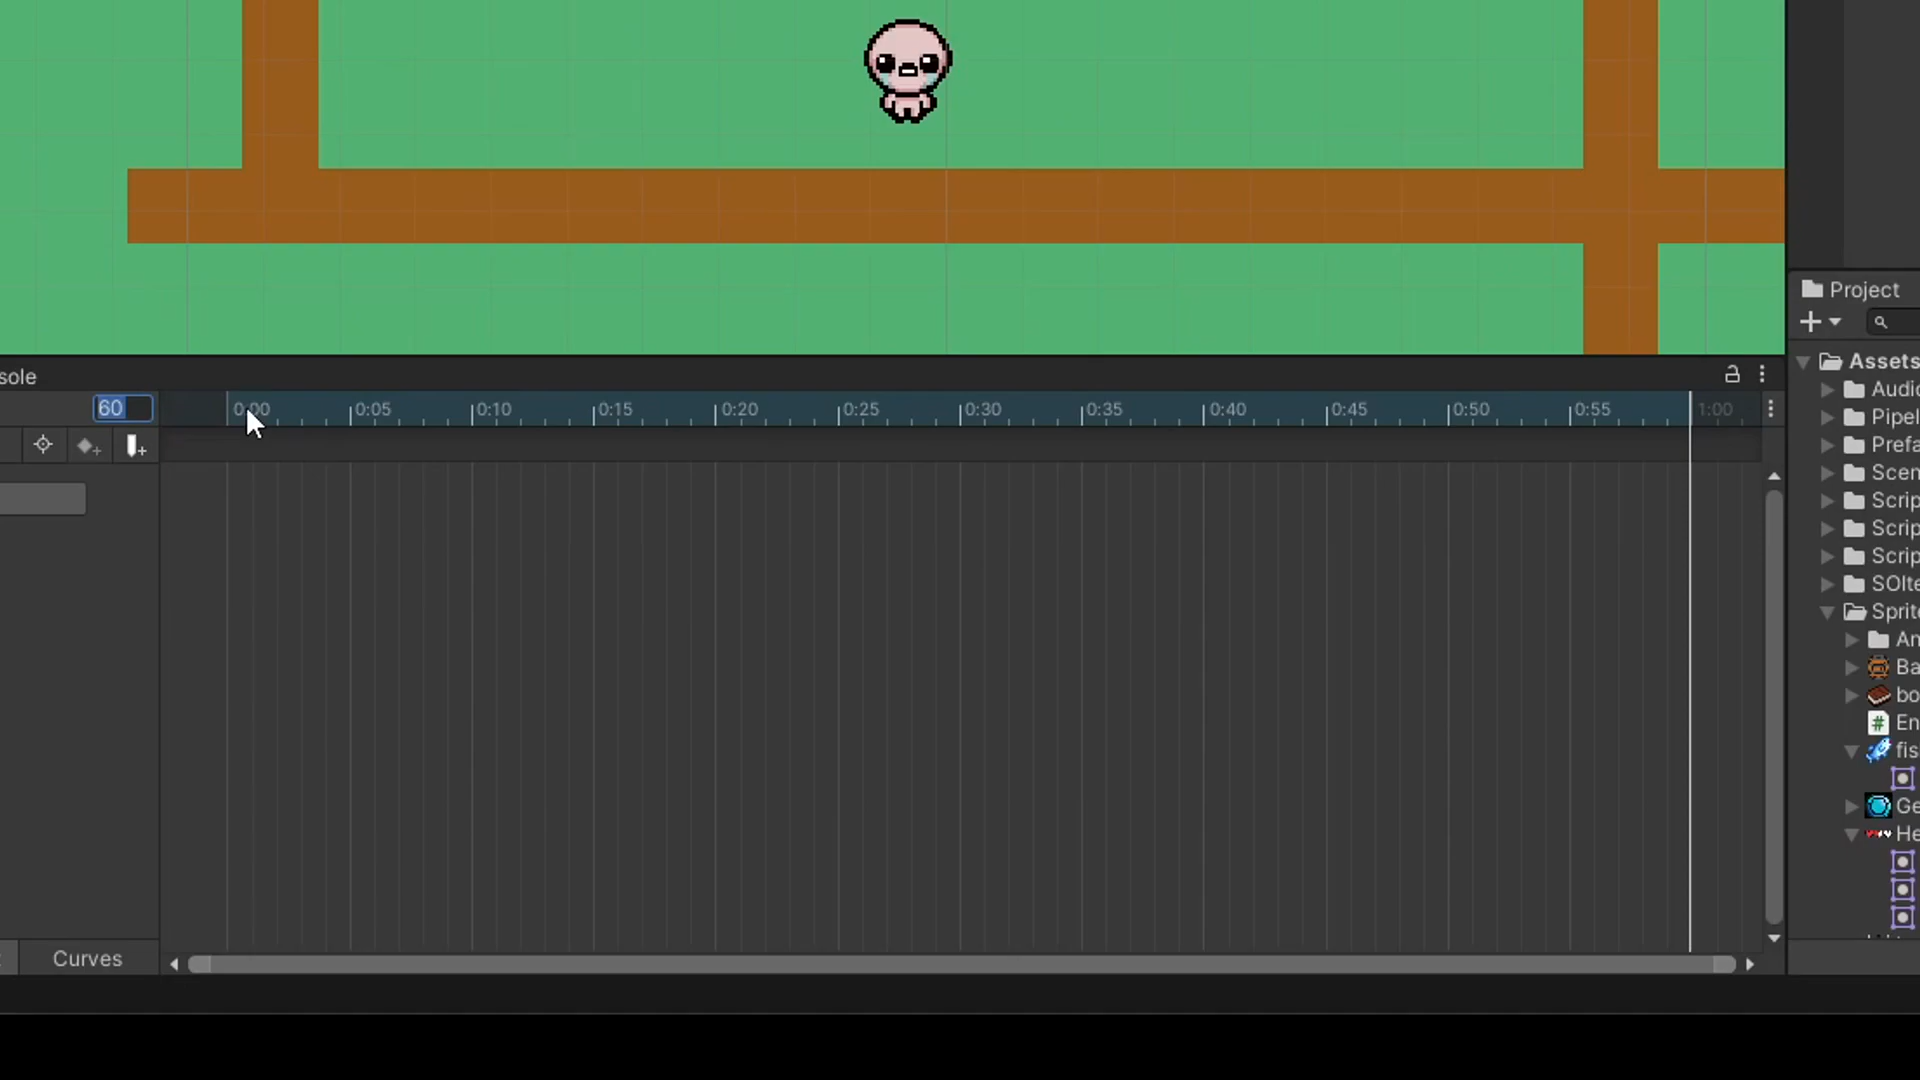 Project
sole
Assets
60
0:00 0:05 0:10 0:15 0:20 0:25 0:30 0:35 0:40 0:45 0:50 0:55 1:00
Audio
Pipel
Prefa
Scen
Scrip
Scrip
Scrip
SOIte
Sprite
An
Ba
bo
#
En
fis
Ge
He
Curves